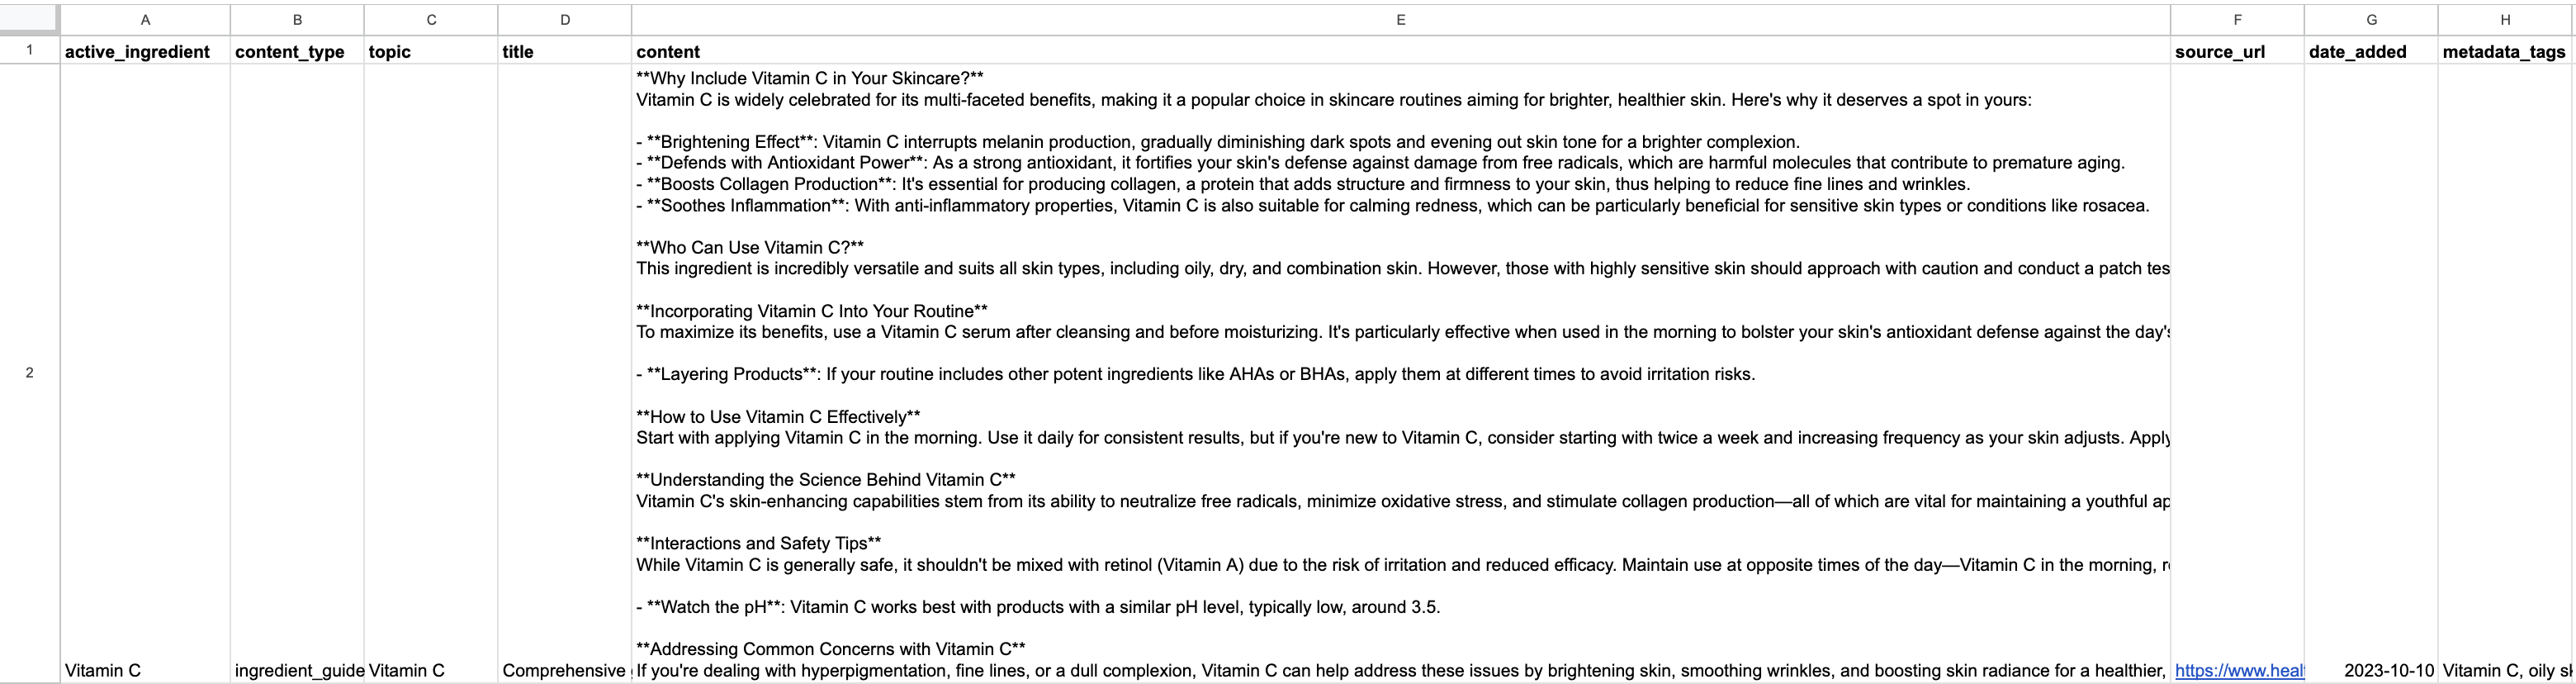 A B C D E F G H
1 active_ingredient content_type topic title content source_url date_added metadata_tags
**Why Include Vitamin C in Your Skincare?**
Vitamin C is widely celebrated for its multi-faceted benefits, making it a popular choice in skincare routines aiming for brighter, healthier skin. Here's why it deserves a spot in yours:
- **Brightening Effect**: Vitamin C interrupts melanin production, gradually diminishing dark spots and evening out skin tone for a brighter complexion.
- **Defends with Antioxidant Power**: As a strong antioxidant, it fortifies your skin's defense against damage from free radicals, which are harmful molecules that contribute to premature aging.
- **Boosts Collagen Production**: It's essential for producing collagen, a protein that adds structure and firmness to your skin, thus helping to reduce fine lines and wrinkles.
- **Soothes Inflammation**: With anti-inflammatory properties, Vitamin C is also suitable for calming redness, which can be particularly beneficial for sensitive skin types or conditions like rosacea.
**Who Can Use Vitamin C?**
This ingredient is incredibly versatile and suits all skin types, including oily, dry, and combination skin. However, those with highly sensitive skin should approach with caution and conduct a patch tes
**Incorporating Vitamin C Into Your Routine**
To maximize its benefits, use a Vitamin C serum after cleansing and before moisturizing. It's particularly effective when used in the morning to bolster your skin's antioxidant defense against the day's
2
- **Layering Products**: If your routine includes other potent ingredients like AHAs or BHAs, apply them at different times to avoid irritation risks.
**How to Use Vitamin C Effectively**
Start with applying Vitamin C in the morning. Use it daily for consistent results, but if you're new to Vitamin C, consider starting with twice a week and increasing frequency as your skin adjusts. Apply
**Understanding the Science Behind Vitamin C**
Vitamin C's skin-enhancing capabilities stem from its ability to neutralize free radicals, minimize oxidative stress, and stimulate collagen production—all of which are vital for maintaining a youthful ap
**Interactions and Safety Tips**
While Vitamin C is generally safe, it shouldn't be mixed with retinol (Vitamin A) due to the risk of irritation and reduced efficacy. Maintain use at opposite times of the day—Vitamin C in the morning, r
- **Watch the pH**: Vitamin C works best with products with a similar pH level, typically low, around 3.5.
**Addressing Common Concerns with Vitamin C**
Vitamin C ingredient_guide Vitamin C Comprehensive If you're dealing with hyperpigmentation, fine lines, or a dull complexion, Vitamin C can help address these issues by brightening skin, smoothing wrinkles, and boosting skin radiance for a healthier, https://www.heal 2023-10-10 Vitamin C, oily sk